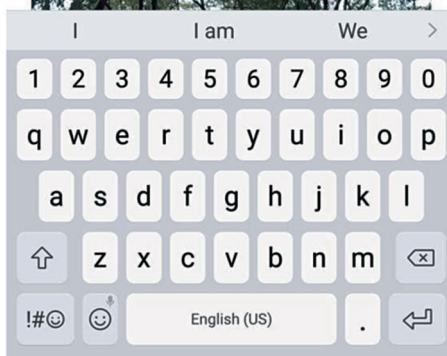 I I am We
1 2 3 4 5 6 7 8 9 0
q w e r t y u i o p
a s d f g h j k l
z x c v b n m
!#☺ English (US) .